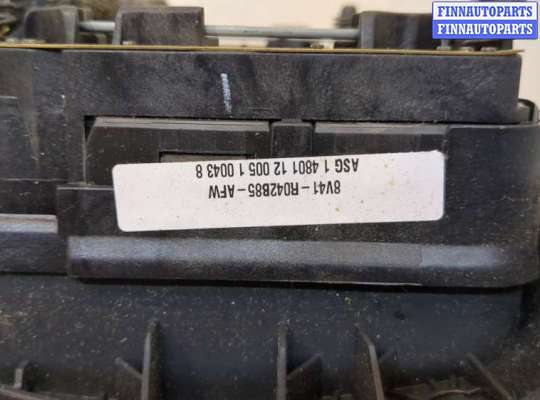 FINNAUTOPARTS
FINNAUTOPARTS
8V41-R042B85-AFW
ASG 1 4801 12 005 1 0043 8